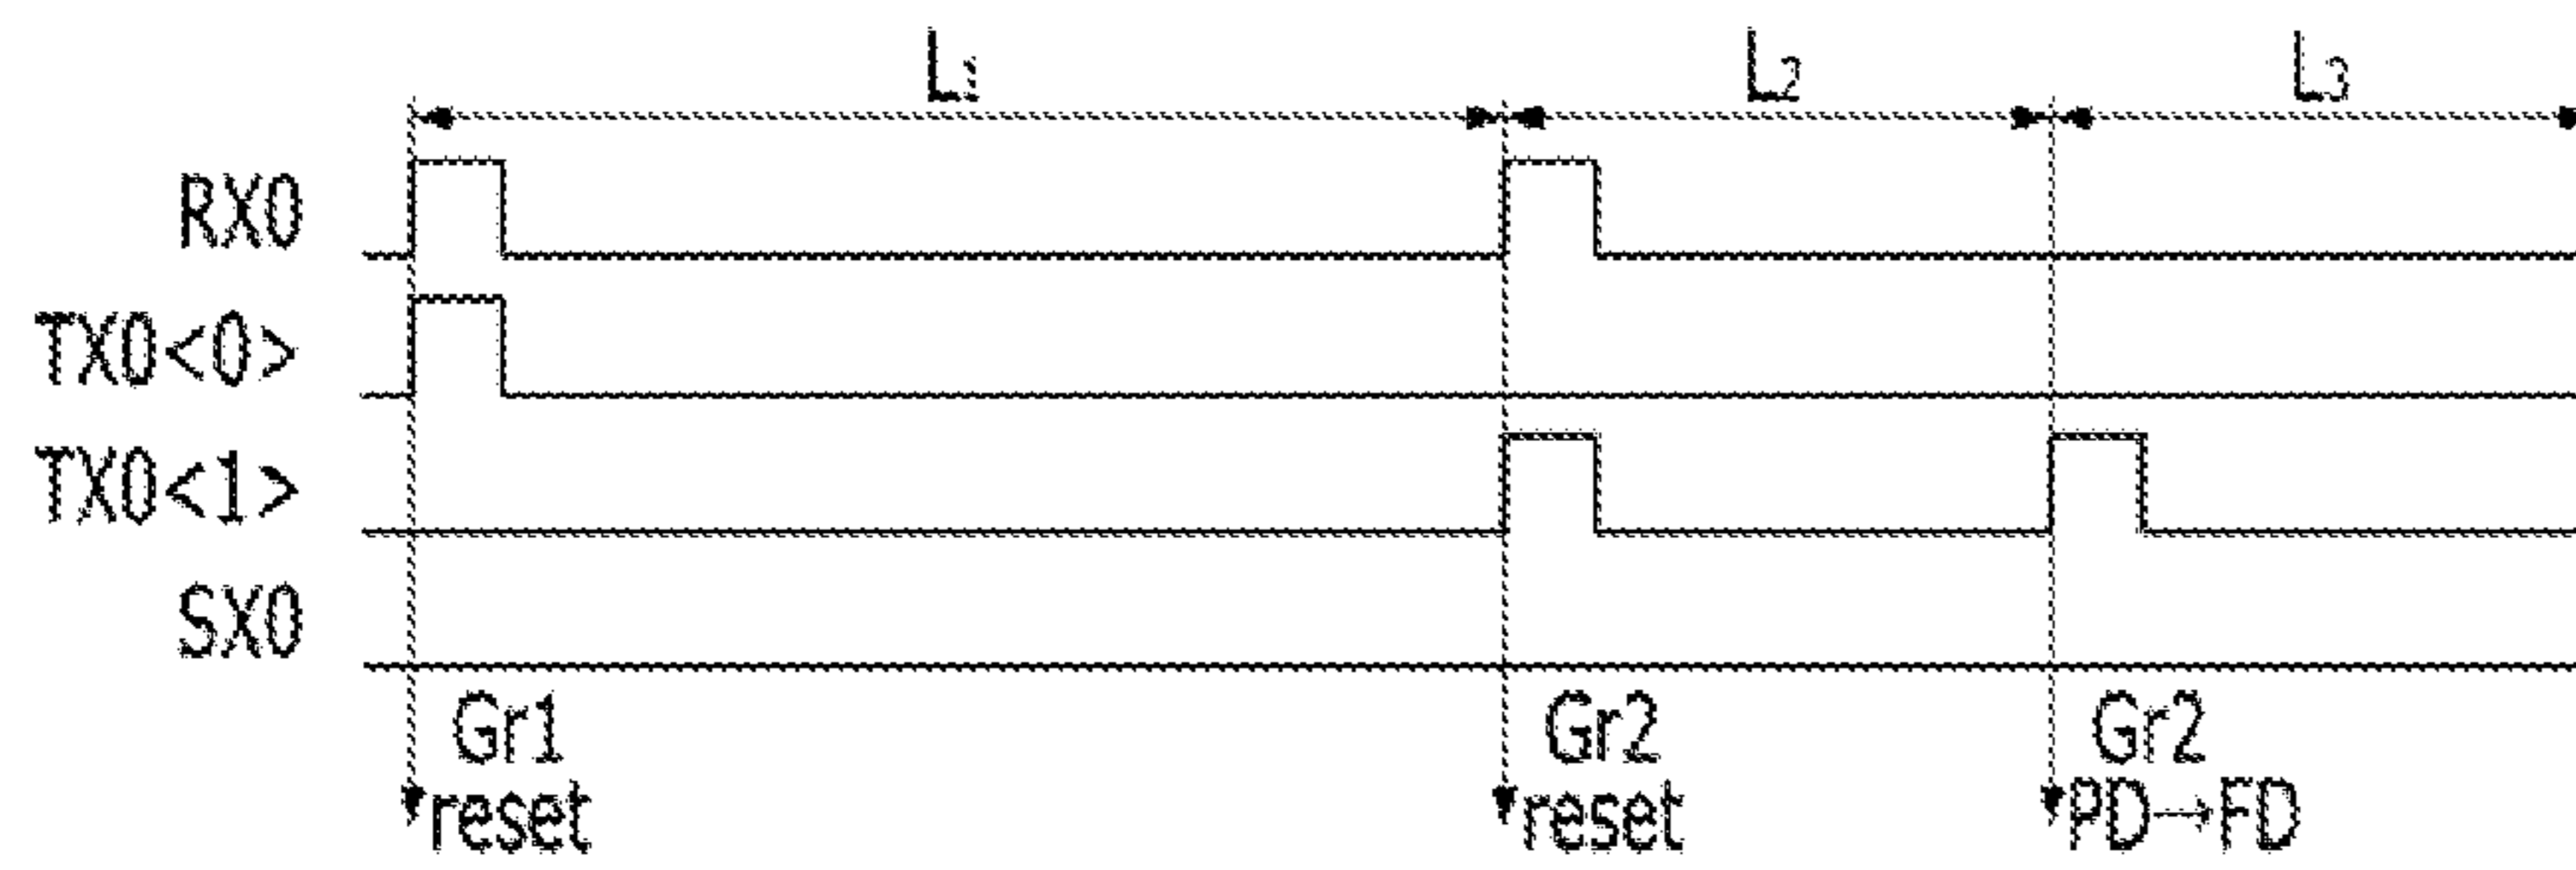 L1 L2 L3
RX0
TX0<0>
TX0<1>
SX0
Gr1 Gr2 Gr2
reset reset PD→FD